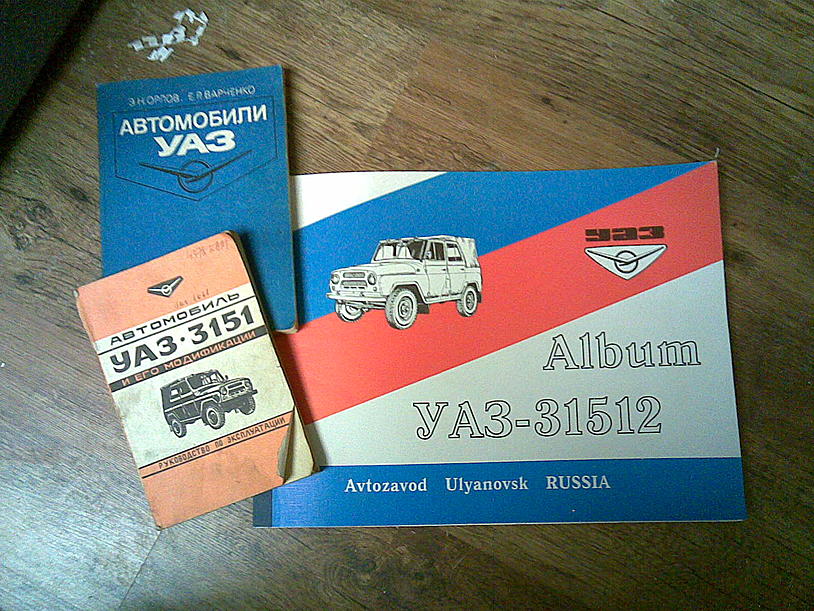 Э.Н.ОРЛОВ, Е.Р.ВАРЧЕНКО
АВТОМОБИЛИ
УАЗ
АВТОМОБИЛЬ
УАЗ·3151
И ЕГО МОДИФИКАЦИИ
РУКОВОДСТВО ПО ЭКСПЛУАТАЦИИ
УАЗ
Album
УАЗ-31512
Avtozavod Ulyanovsk RUSSIA